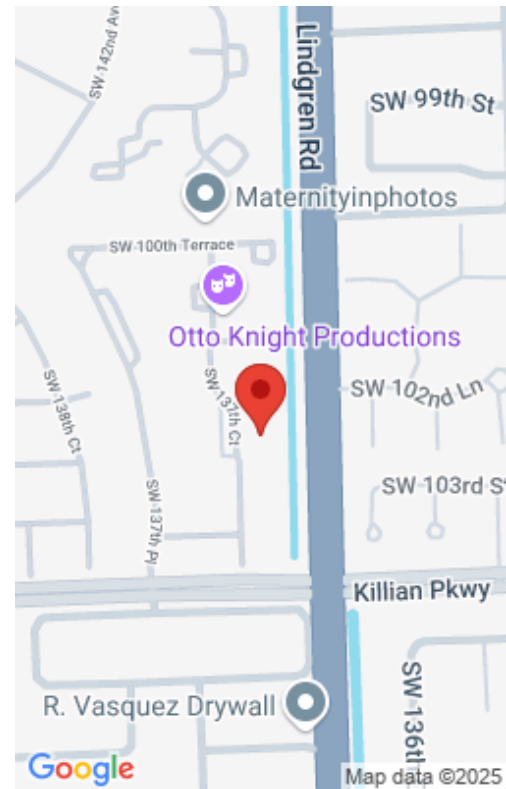 SW 142nd Av
Lindgren Rd
SW 99th St
Maternityinphotos
SW 100th Terrace
Otto Knight Productions
SW 137th Ct
SW 102nd Ln
SW 138th Ct
SW 137th Pl
SW 103rd S
Killian Pkwy
R. Vasquez Drywall
SW 136th
Google
Map data ©2025